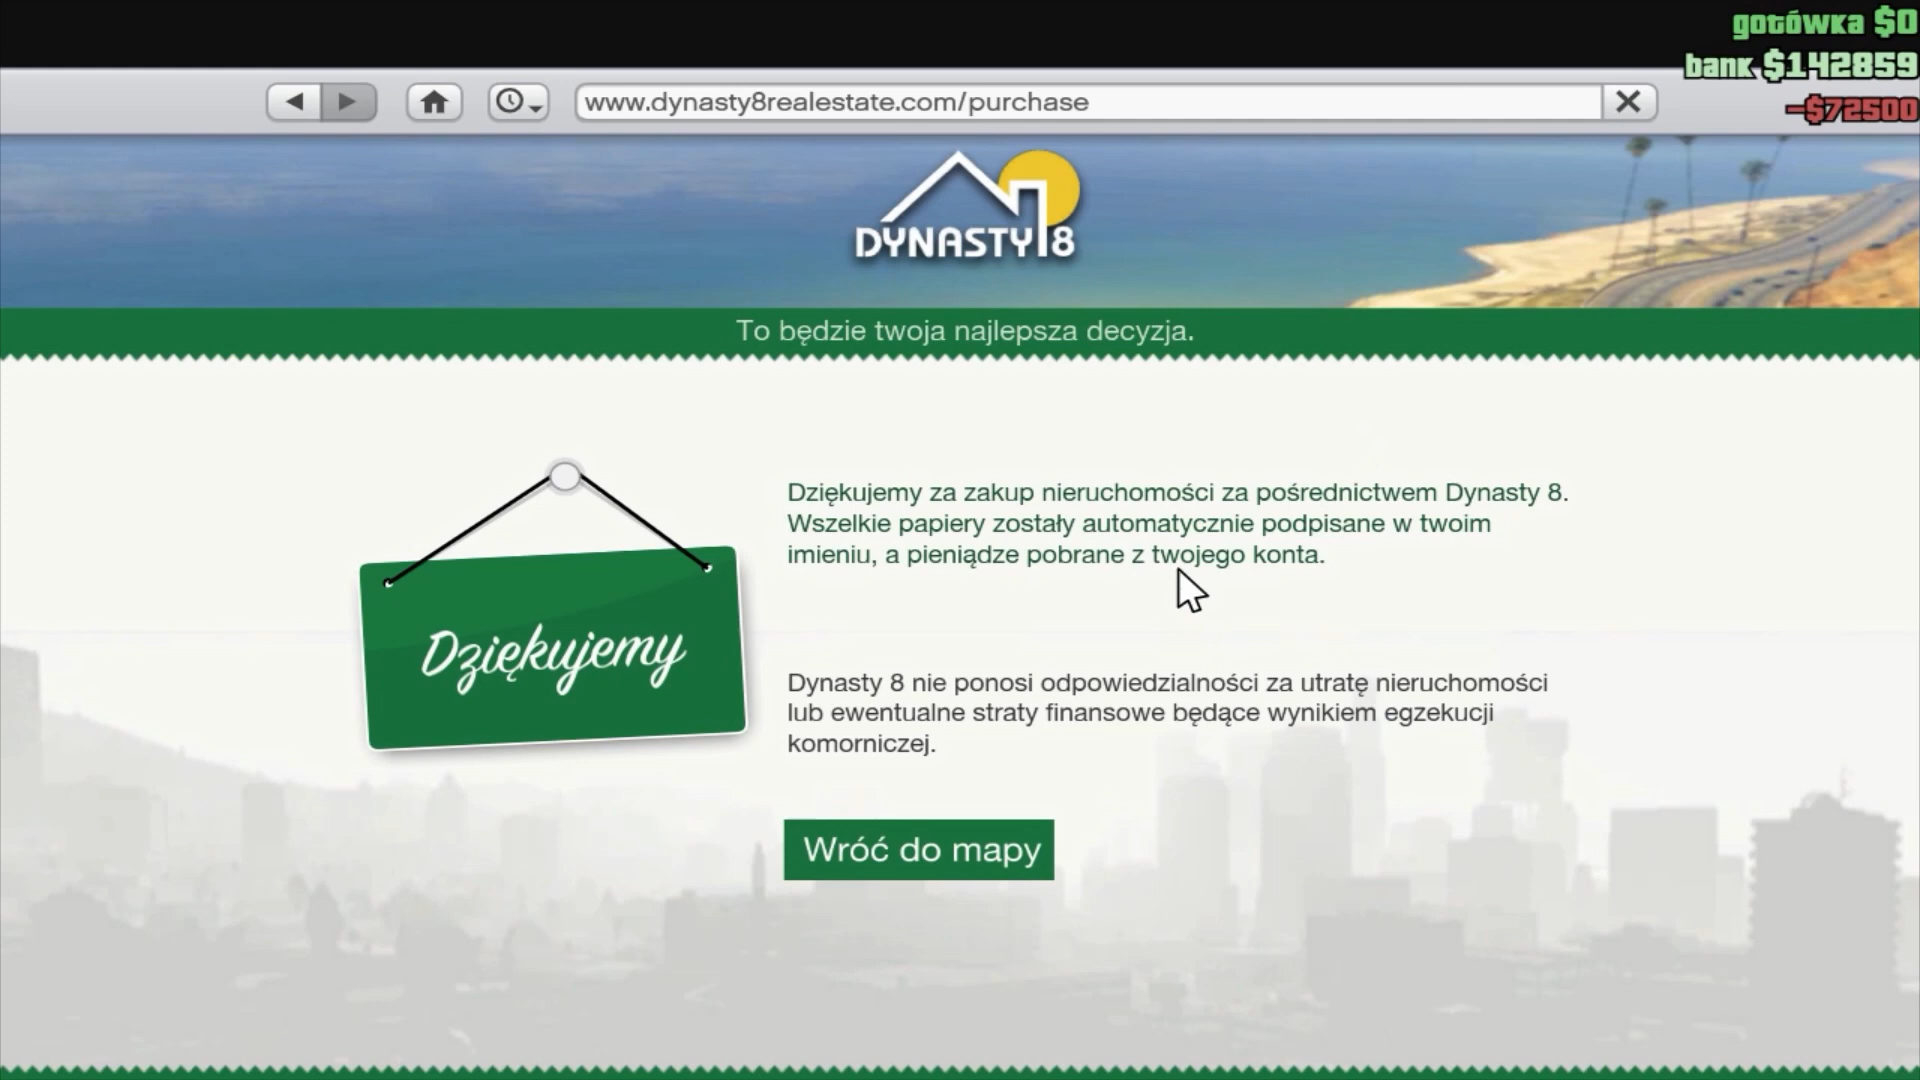 gotówka $0
bank $142859
-$72500
www.dynasty8realestate.com/purchase
DYNASTY 8
To będzie twoja najlepsza decyzja.
Dziękujemy za zakup nieruchomości za pośrednictwem Dynasty 8.
Wszelkie papiery zostały automatycznie podpisane w twoim
imieniu, a pieniądze pobrane z twojego konta.
Dziękujemy
Dynasty 8 nie ponosi odpowiedzialności za utratę nieruchomości
lub ewentualne straty finansowe będące wynikiem egzekucji
komorniczej.
Wróć do mapy